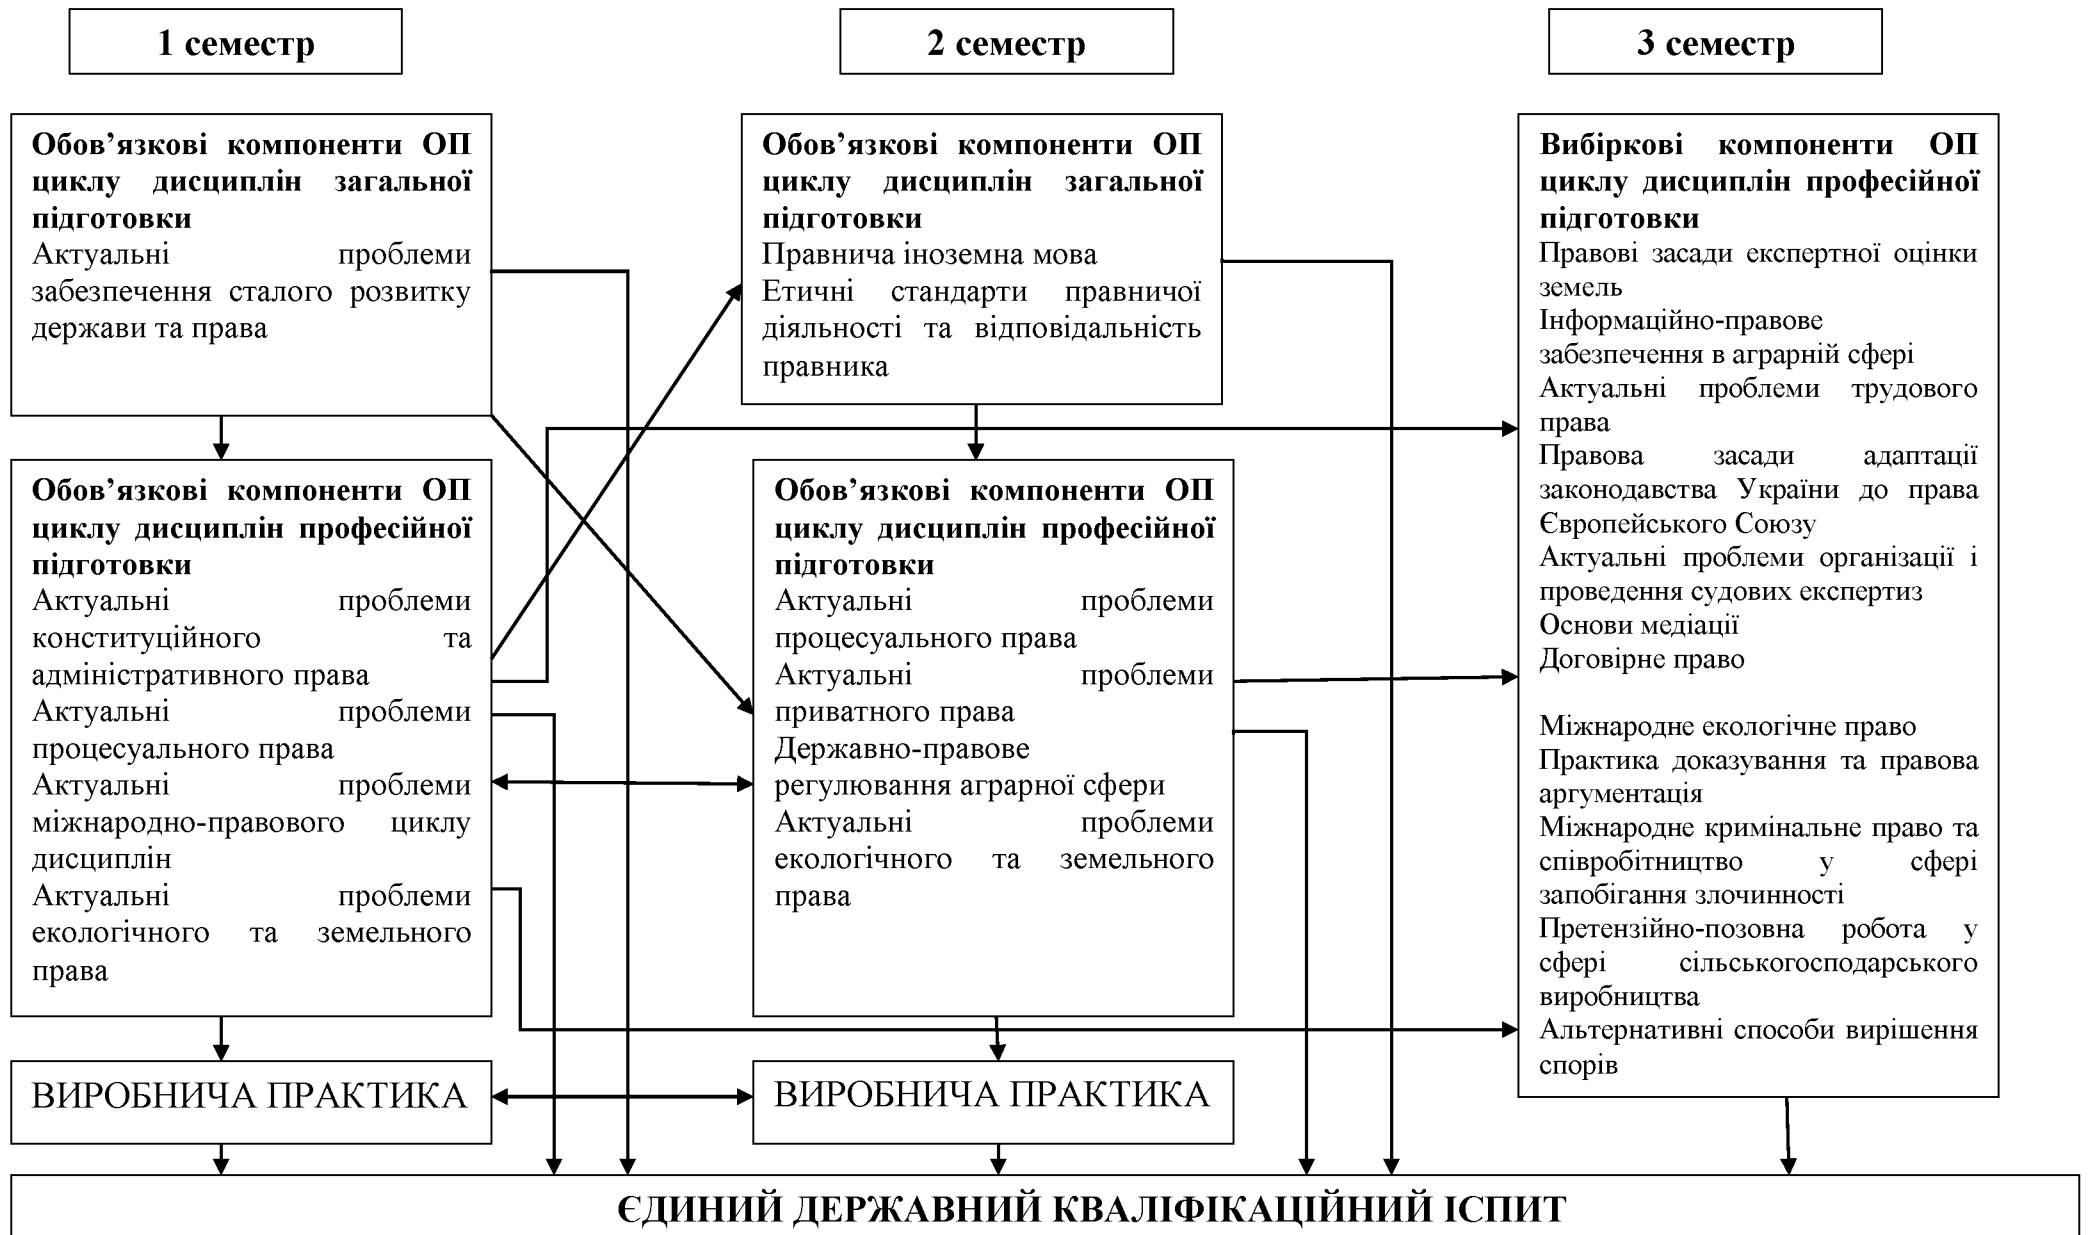 1 семестр
2 семестр
3 семестр
Обов’язкові компоненти ОП
циклу дисциплін загальної
підготовки
Актуальні проблеми
забезпечення сталого розвитку
держави та права
Обов’язкові компоненти ОП
циклу дисциплін професійної
підготовки
Актуальні проблеми
конституційного та
адміністративного права
Актуальні проблеми
процесуального права
Актуальні проблеми
міжнародно-правового циклу
дисциплін
Актуальні проблеми
екологічного та земельного
права
ВИРОБНИЧА ПРАКТИКА
Обов’язкові компоненти ОП
циклу дисциплін загальної
підготовки
Правнича іноземна мова
Етичні стандарти правничої
діяльності та відповідальність
правника
Обов’язкові компоненти ОП
циклу дисциплін професійної
підготовки
Актуальні проблеми
процесуального права
Актуальні проблеми
приватного права
Державно-правове
регулювання аграрної сфери
Актуальні проблеми
екологічного та земельного
права
ВИРОБНИЧА ПРАКТИКА
Вибіркові компоненти ОП
циклу дисциплін професійної
підготовки
Правові засади експертної оцінки
земель
Інформаційно-правове
забезпечення в аграрній сфері
Актуальні проблеми трудового
права
Правова засади адаптації
законодавства України до права
Європейського Союзу
Актуальні проблеми організації і
проведення судових експертиз
Основи медіації
Договірне право
Міжнародне екологічне право
Практика доказування та правова
аргументація
Міжнародне кримінальне право та
співробітництво у сфері
запобігання злочинності
Претензійно-позовна робота у
сфері сільськогосподарського
виробництва
Альтернативні способи вирішення
спорів
ЄДИНИЙ ДЕРЖАВНИЙ КВАЛІФІКАЦІЙНИЙ ІСПИТ